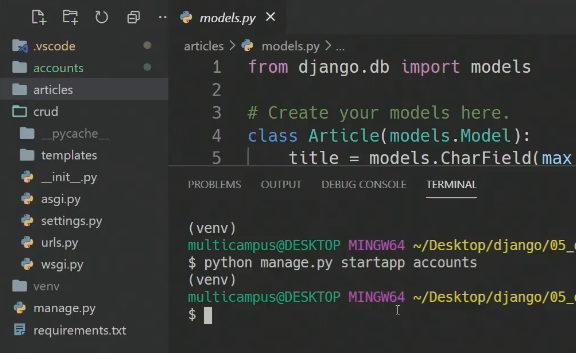 models.py
.vscode
accounts
articles
crud
__pycache__
templates
__init__.py
asgi.py
settings.py
urls.py
wsgi.py
venv
manage.py
requirements.txt
articles > models.py > ...
1 from django.db import models
2
3 # Create your models here.
4 class Article(models.Model):
5 title = models.CharField(max
PROBLEMS OUTPUT DEBUG CONSOLE TERMINAL
(venv)
multicampus@DESKTOP MINGW64 ~/Desktop/django/05_
$ python manage.py startapp accounts
(venv)
multicampus@DESKTOP MINGW64 ~/Desktop/django/05_
$